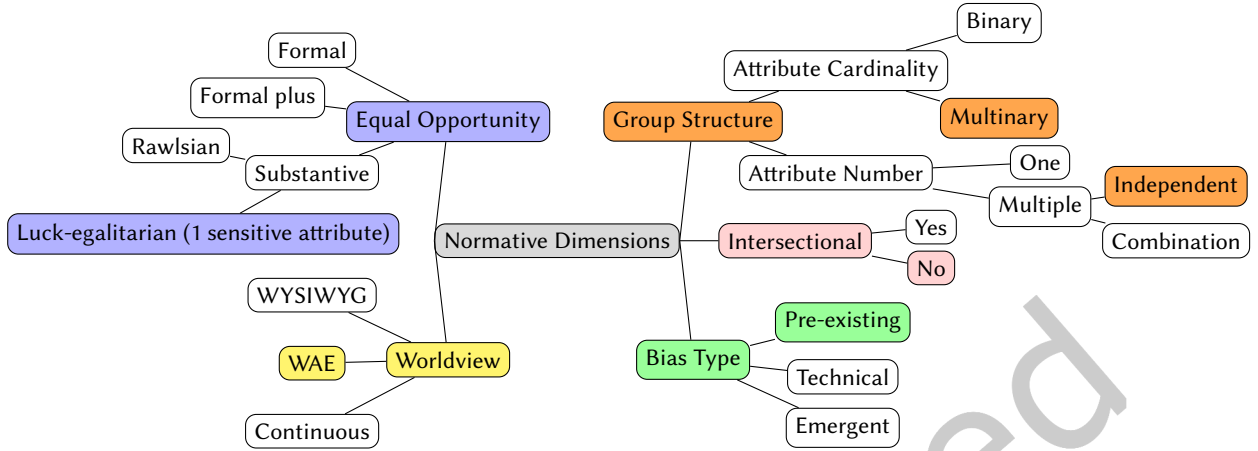 Formal
Formal plus
Equal Opportunity
Rawlsian
Substantive
Luck-egalitarian (1 sensitive attribute)
Normative Dimensions
WYSIWYG
WAE
Worldview
Continuous
Binary
Attribute Cardinality
Group Structure
Multinary
Attribute Number
One
Multiple
Independent
Combination
Intersectional
Yes
No
Pre-existing
Bias Type
Technical
Emergent
ed